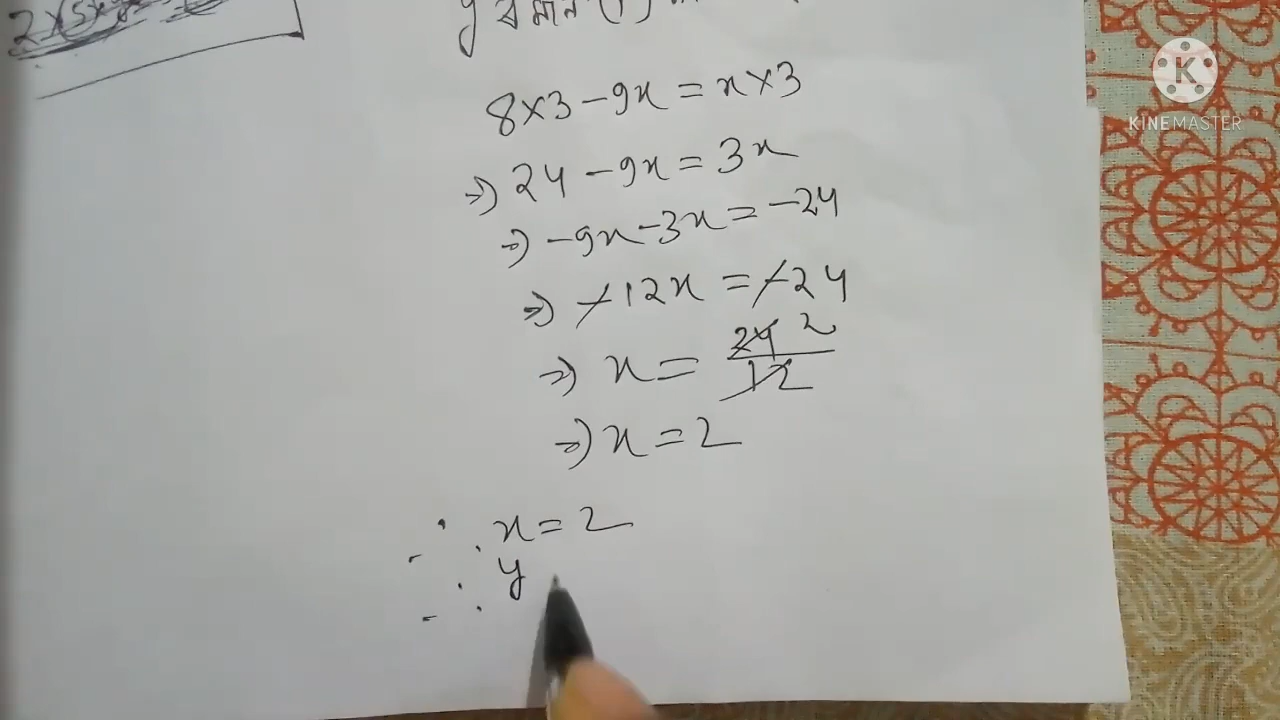 y
8×3-9x=x×3
⇒ 24-9x=3x
⇒ -9x-3x=-24
⇒ -12x=-24
⇒ x= 24 2/12
⇒ x=2
∴ x=2
∴ y
K
KINEMASTER